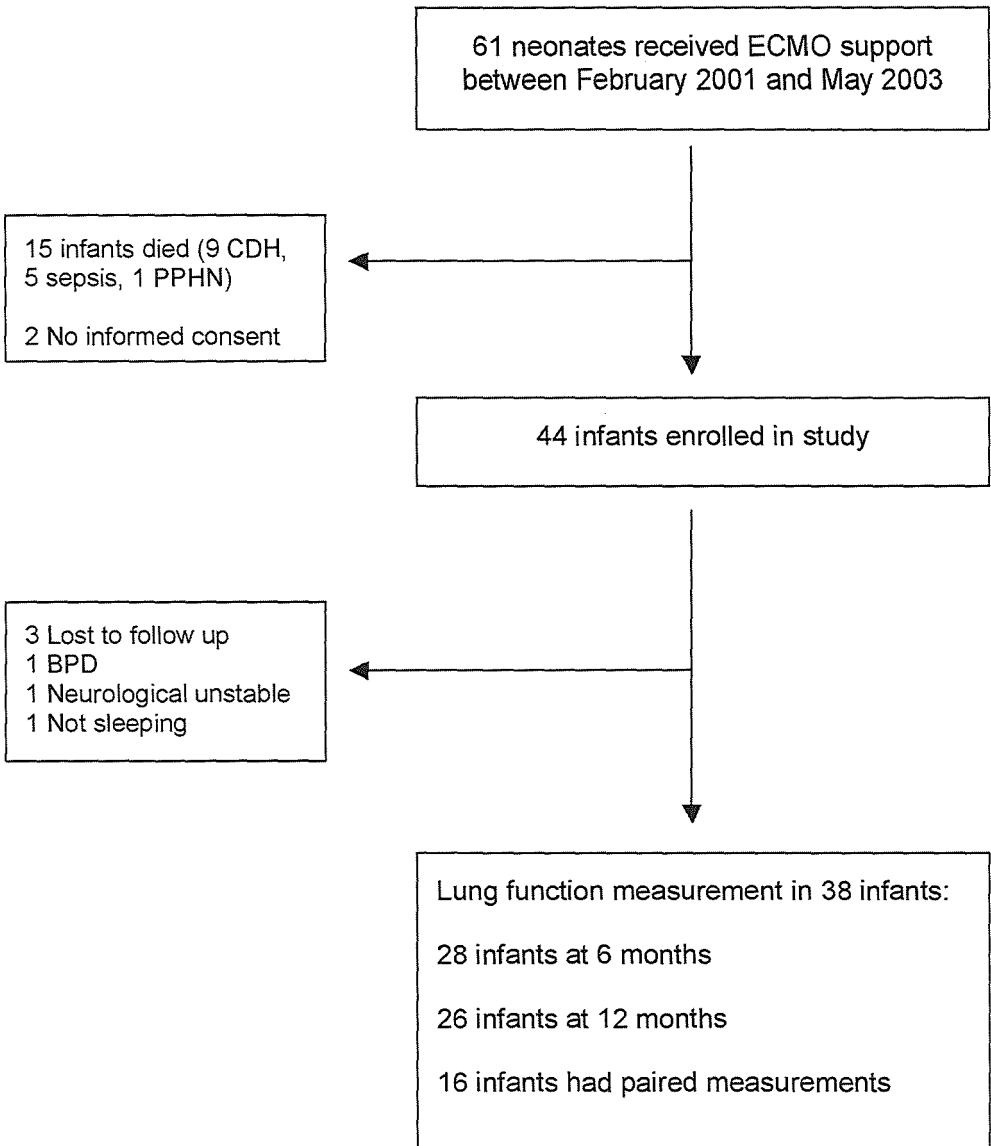 61 neonates received ECMO support
between February 2001 and May 2003
15 infants died (9 CDH,
5 sepsis, 1 PPHN)
2 No informed consent
44 infants enrolled in study
3 Lost to follow up
1 BPD
1 Neurological unstable
1 Not sleeping
Lung function measurement in 38 infants:
28 infants at 6 months
26 infants at 12 months
16 infants had paired measurements